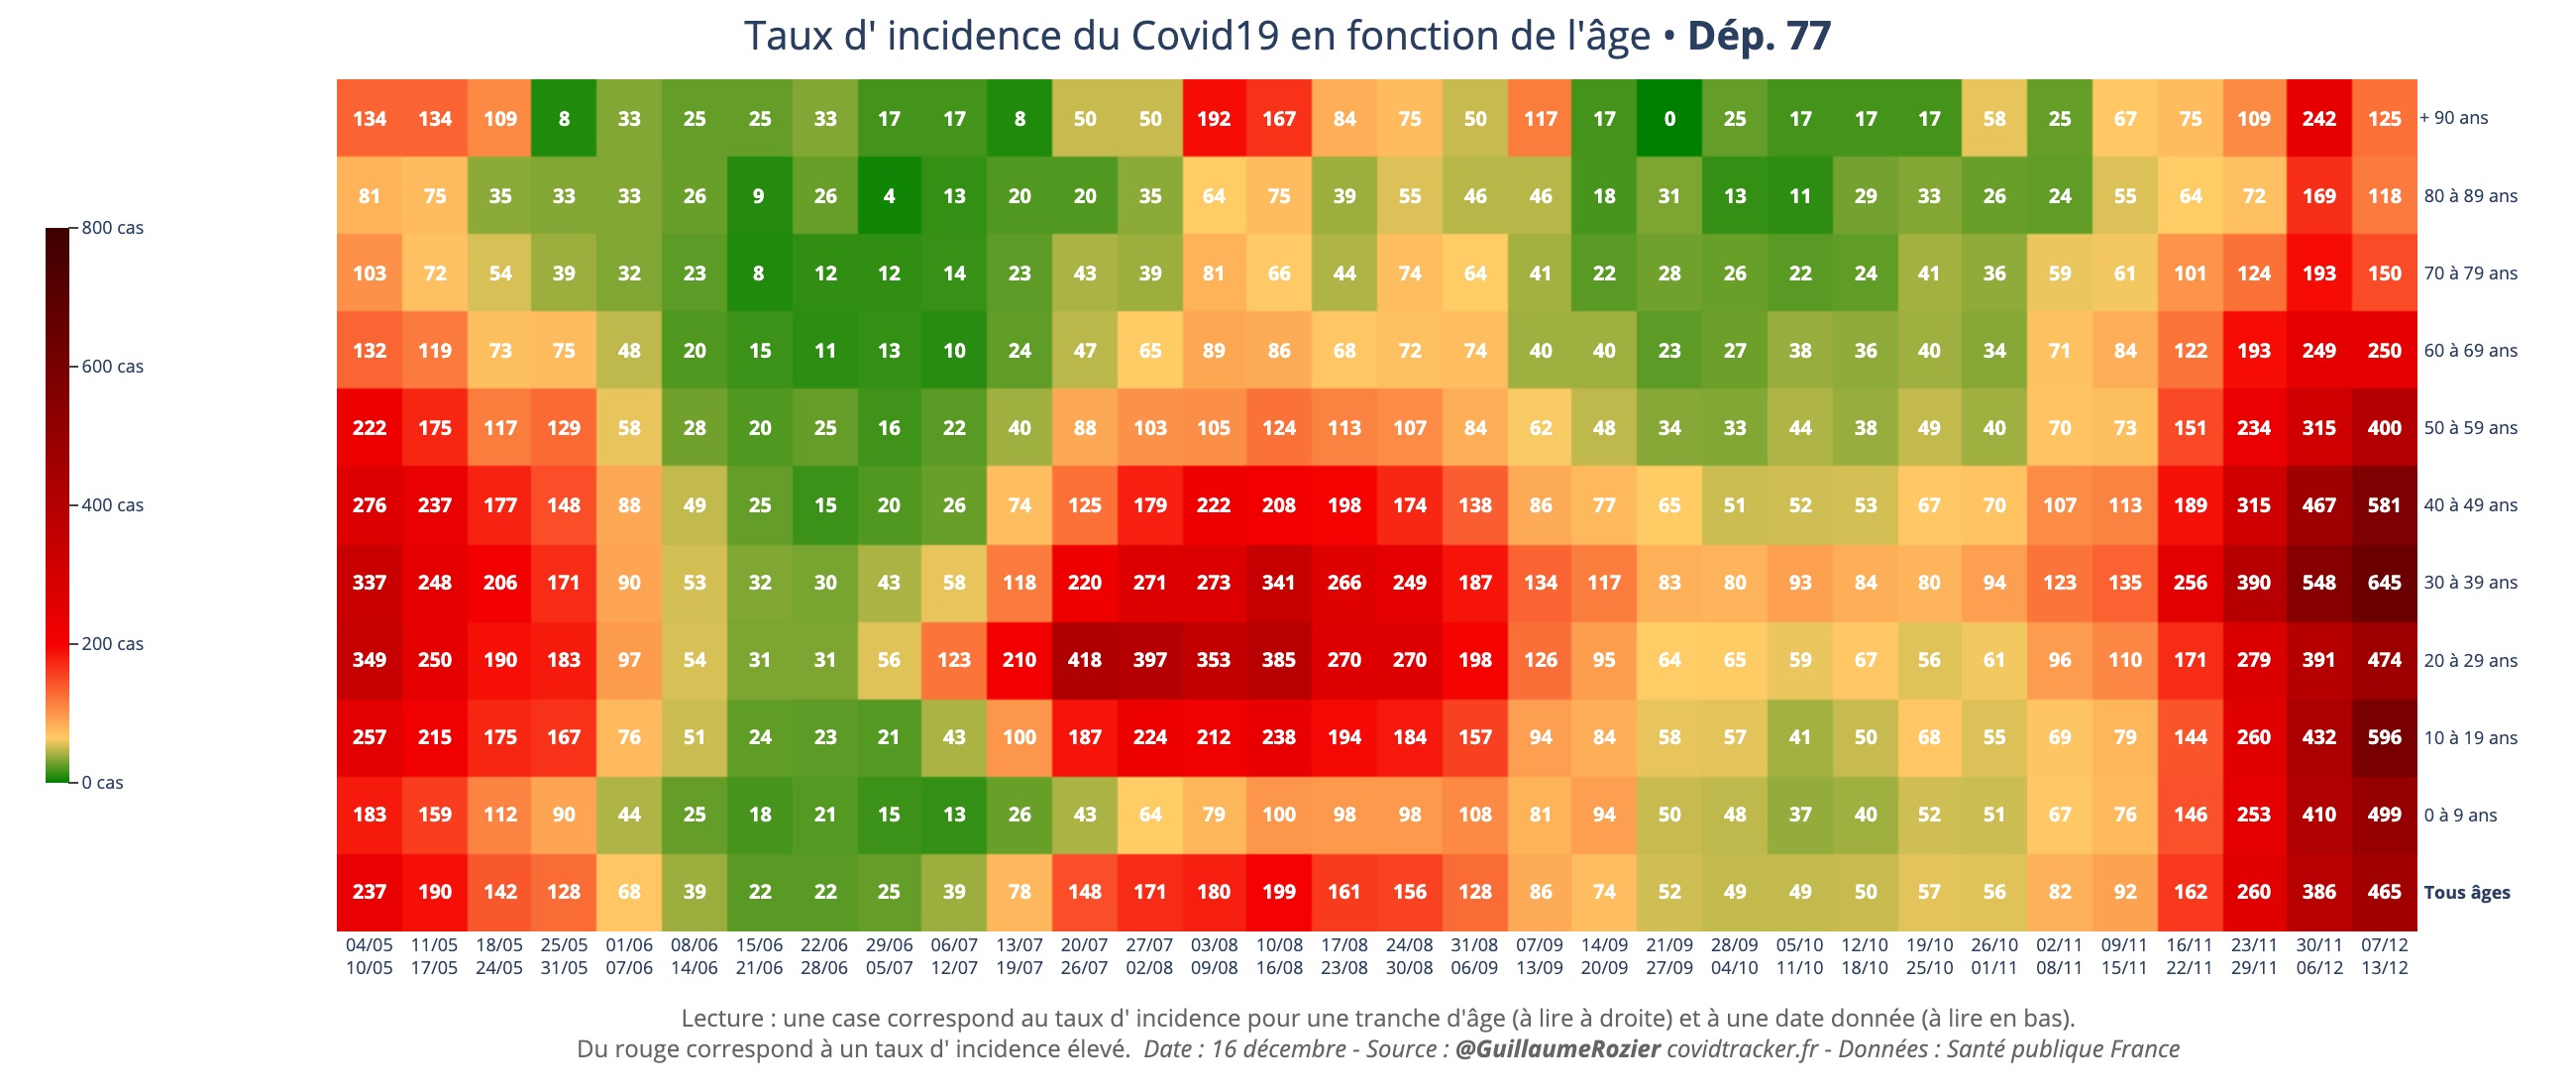 Taux d' incidence du Covid19 en fonction de l'âge • Dép. 77
800 cas
600 cas
400 cas
200 cas
0 cas
134 134 109 8 33 25 25 33 17 17 8 50 50 192 167 84 75 50 117 17 0 25 17 17 17 58 25 67 75 109 242 125 + 90 ans
81 75 35 33 33 26 9 26 4 13 20 20 35 64 75 39 55 46 46 18 31 13 11 29 33 26 24 55 64 72 169 118 80 à 89 ans
103 72 54 39 32 23 8 12 12 14 23 43 39 81 66 44 74 64 41 22 28 26 22 24 41 36 59 61 101 124 193 150 70 à 79 ans
132 119 73 75 48 20 15 11 13 10 24 47 65 89 86 68 72 74 40 40 23 27 38 36 40 34 71 84 122 193 249 250 60 à 69 ans
222 175 117 129 58 28 20 25 16 22 40 88 103 105 124 113 107 84 62 48 34 33 44 38 49 40 70 73 151 234 315 400 50 à 59 ans
276 237 177 148 88 49 25 15 20 26 74 125 179 222 208 198 174 138 86 77 65 51 52 53 67 70 107 113 189 315 467 581 40 à 49 ans
337 248 206 171 90 53 32 30 43 58 118 220 271 273 341 266 249 187 134 117 83 80 93 84 80 94 123 135 256 390 548 645 30 à 39 ans
349 250 190 183 97 54 31 31 56 123 210 418 397 353 385 270 270 198 126 95 64 65 59 67 56 61 96 110 171 279 391 474 20 à 29 ans
257 215 175 167 76 51 24 23 21 43 100 187 224 212 238 194 184 157 94 84 58 57 41 50 68 55 69 79 144 260 432 596 10 à 19 ans
183 159 112 90 44 25 18 21 15 13 26 43 64 79 100 98 98 108 81 94 50 48 37 40 52 51 67 76 146 253 410 499 0 à 9 ans
237 190 142 128 68 39 22 22 25 39 78 148 171 180 199 161 156 128 86 74 52 49 49 50 57 56 82 92 162 260 386 465 Tous âges
04/05 11/05 18/05 25/05 01/06 08/06 15/06 22/06 29/06 06/07 13/07 20/07 27/07 03/08 10/08 17/08 24/08 31/08 07/09 14/09 21/09 28/09 05/10 12/10 19/10 26/10 02/11 09/11 16/11 23/11 30/11 07/12
10/05 17/05 24/05 31/05 07/06 14/06 21/06 28/06 05/07 12/07 19/07 26/07 02/08 09/08 16/08 23/08 30/08 06/09 13/09 20/09 27/09 04/10 11/10 18/10 25/10 01/11 08/11 15/11 22/11 29/11 06/12 13/12
Lecture : une case correspond au taux d' incidence pour une tranche d'âge (à lire à droite) et à une date donnée (à lire en bas).
Du rouge correspond à un taux d' incidence élevé. Date : 16 décembre - Source : @GuillaumeRozier covidtracker.fr - Données : Santé publique France